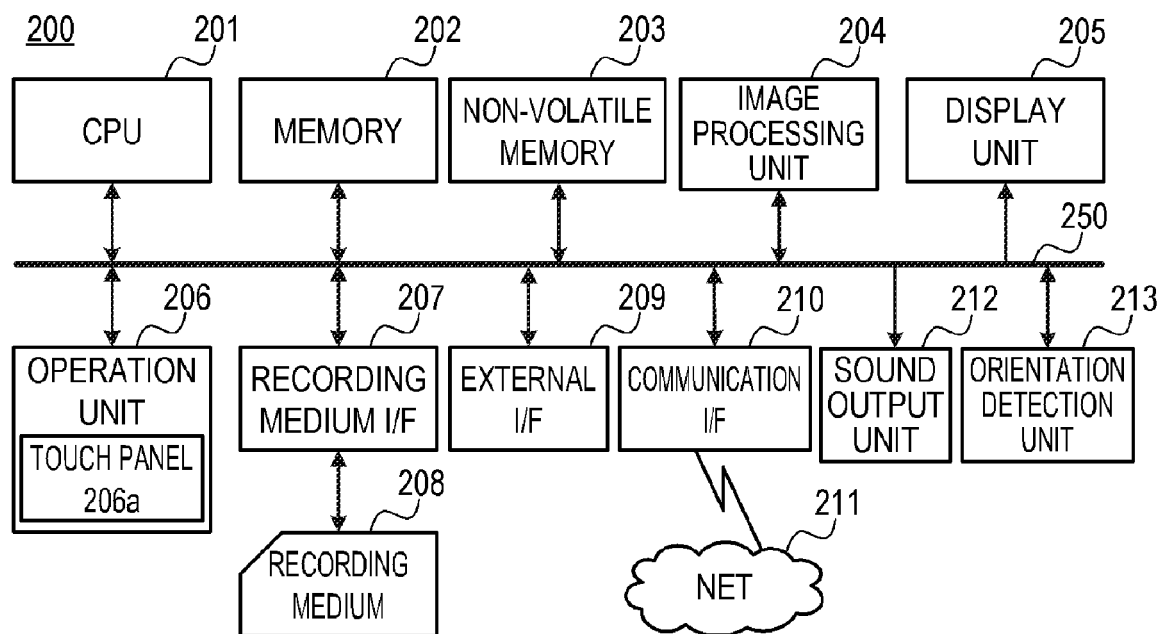 200
201
202
203
204
205
CPU
MEMORY
NON-VOLATILE
MEMORY
IMAGE
PROCESSING
UNIT
DISPLAY
UNIT
250
206
207
209
210
212
213
OPERATION
UNIT
TOUCH PANEL
206a
RECORDING
MEDIUM I/F
EXTERNAL
I/F
COMMUNICATION
I/F
SOUND
OUTPUT
UNIT
ORIENTATION
DETECTION
UNIT
208
211
RECORDING
MEDIUM
NET